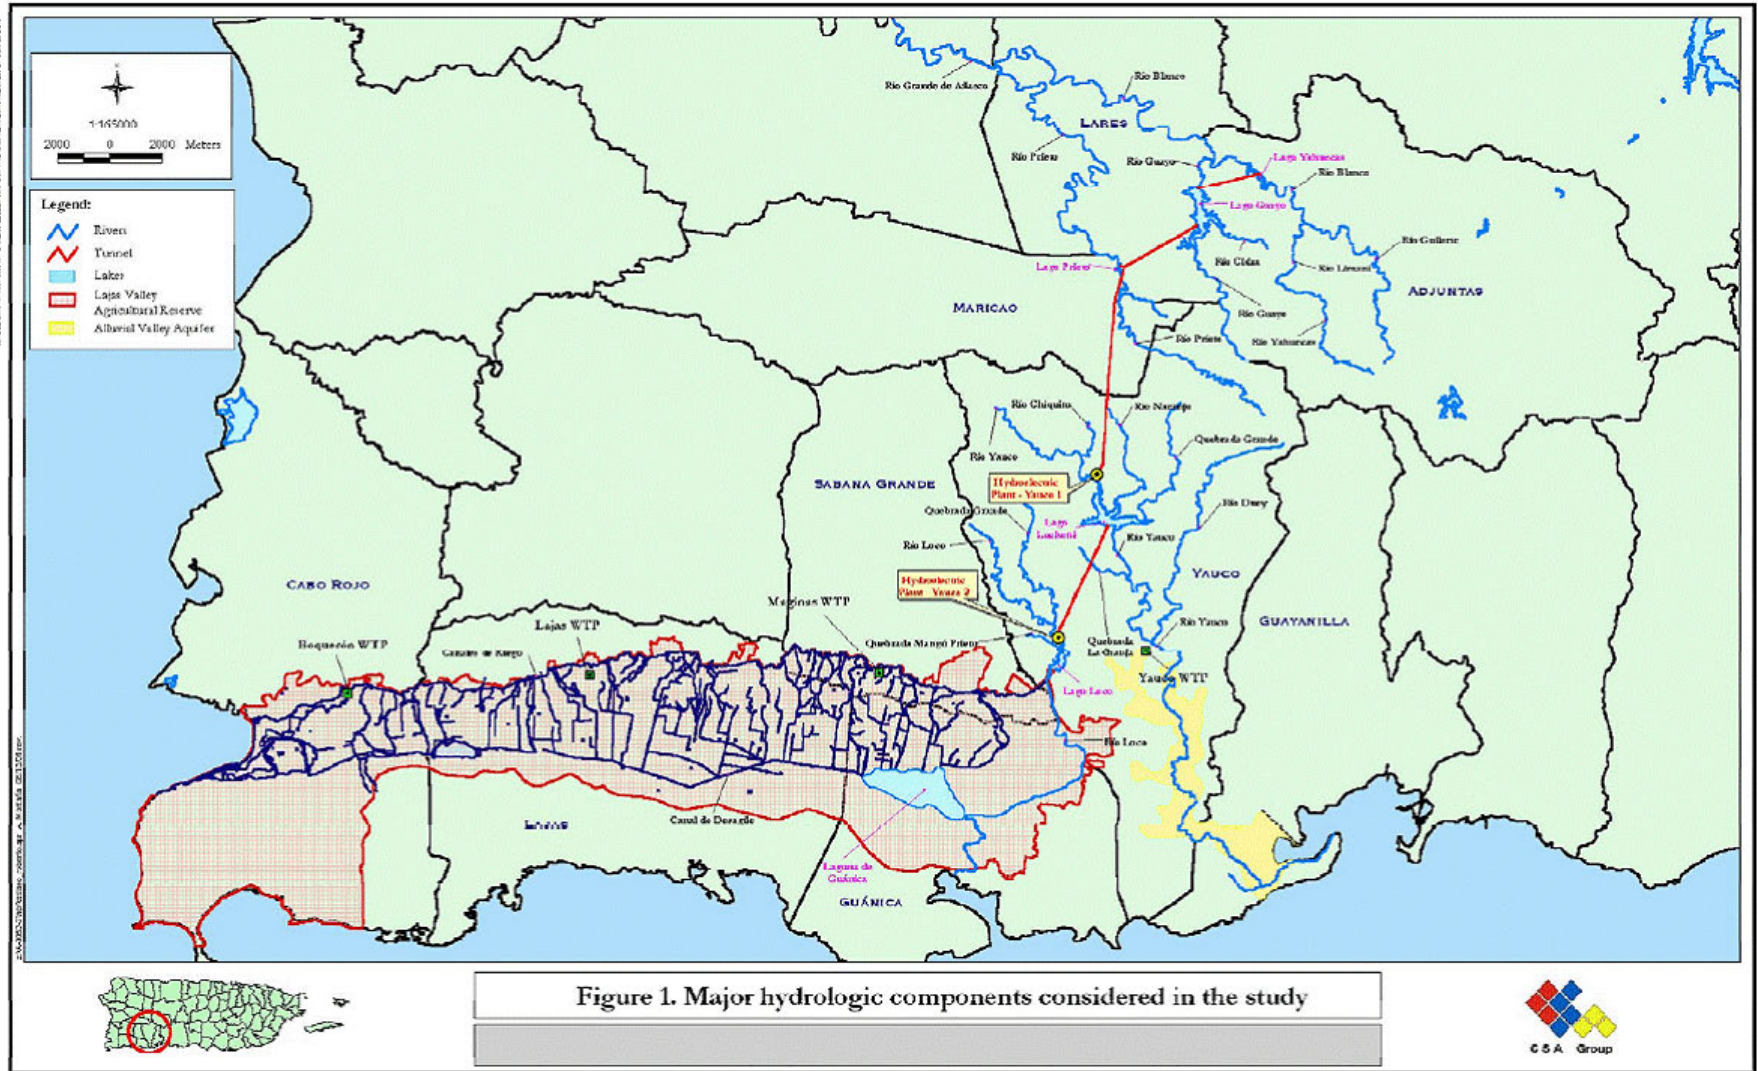 1:165000
2000 0 2000 Meters
Legend:
Rivers
Tunnel
Lakes
Lajas Valley
Agricultural Reserve
Alluvial Valley Aquifer
Río Grande de Añasco
Río Blanco
LARES
Río Prieto
Río Guayo
Lago Yahuecas
Río Blanco
Lago Guayo
Río Cidra
Río Limaní
Río Guilarte
ADJUNTAS
Lago Prieto
MARICAO
Río Guayo
Río Prieto
Río Yahuecas
Río Chiquito
Río Naranjo
Quebrada Grande
Río Yauco
SABANA GRANDE
Hydroelectric
Plant - Yauco 1
Quebrada Grande
Río Duey
Lago
Lucchetti
Río Loco
Río Yauco
YAUCO
Hydroelectric
Plant - Yauco 2
CABO ROJO
Maginas WTP
GUAYANILLA
Lajas WTP
Río Yauco
Boquerón WTP
Quebrada Mangó Prieto
Quebrada
La Granja
Canales de Riego
Yauco WTP
Lago Loco
Río Loco
Canal de Desagüe
Laguna de
Guánica
GUÁNICA
Figure 1. Major hydrologic components considered in the study
CSA Group